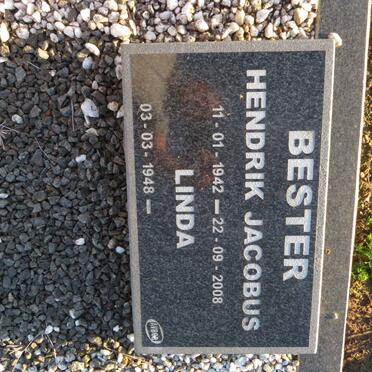 BESTER
HENDRIK JACOBUS
11 - 01 - 1942 — 22 - 09 - 2008
LINDA
03 - 03 - 1948 —